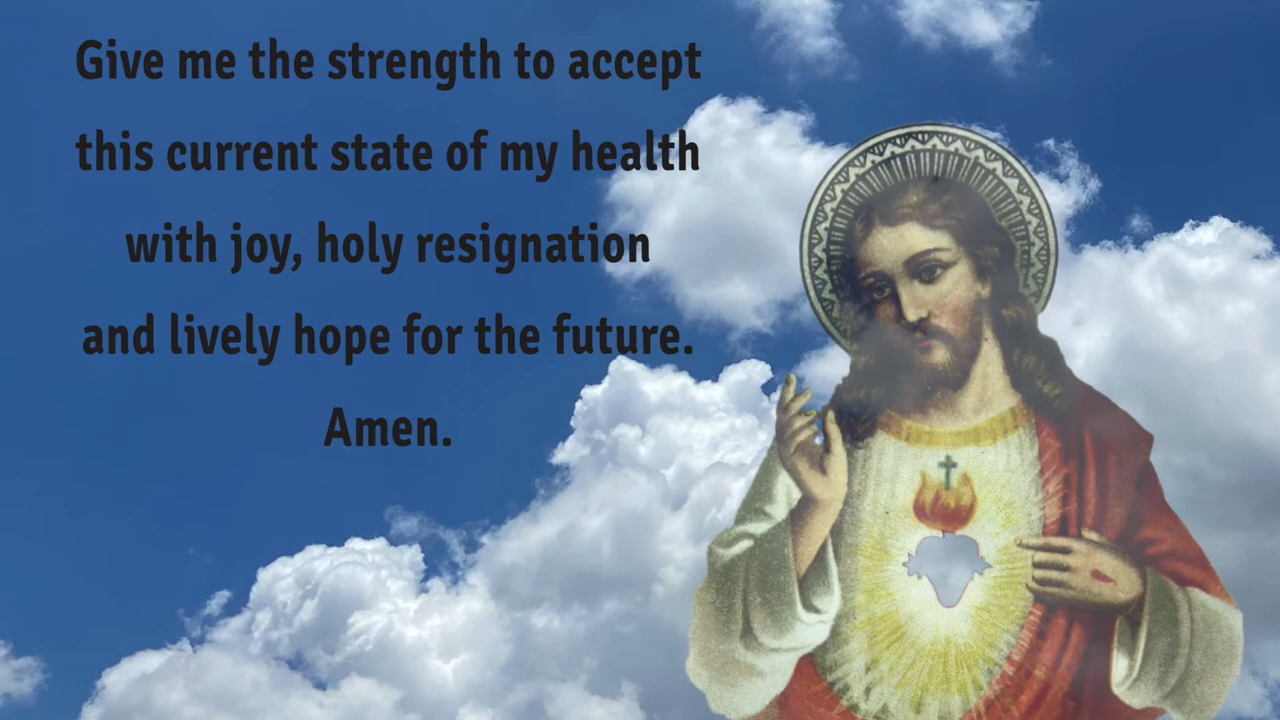 Give me the strength to accept
this current state of my health
with joy, holy resignation
and lively hope for the future.
Amen.